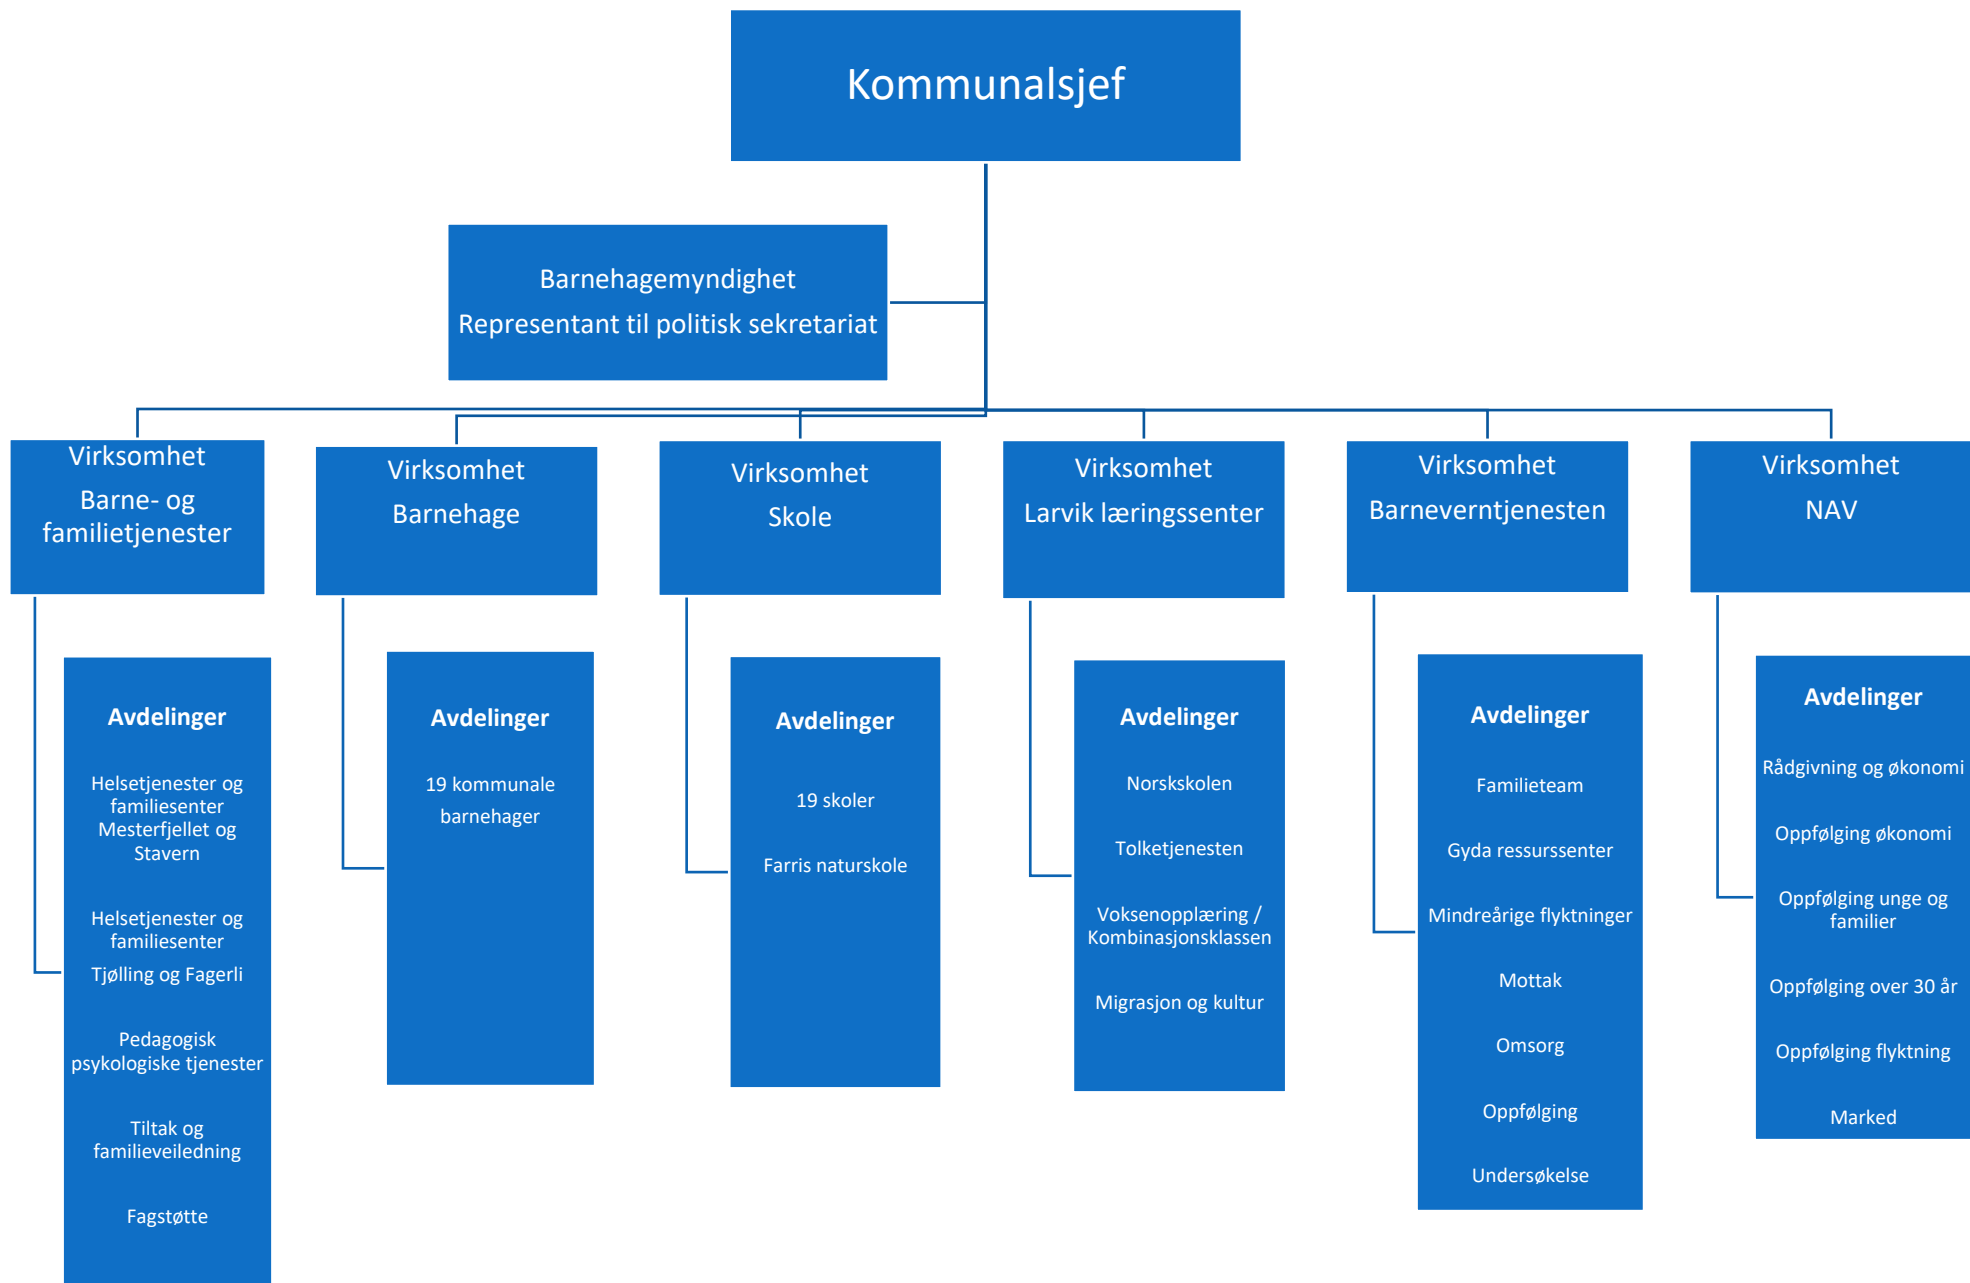 Kommunalsjef
Barnehagemyndighet
Representant til politisk sekretariat
Virksomhet
Barne- og
familietjenester
Virksomhet
Barnehage
Virksomhet
Skole
Virksomhet
Larvik læringssenter
Virksomhet
Barneverntjenesten
Virksomhet
NAV
Avdelinger
Helsetjenester og
familiesenter
Mesterfjellet og
Stavern
Helsetjenester og
familiesenter
Tjølling og Fagerli
Pedagogisk
psykologiske tjenester
Tiltak og
familieveiledning
Fagstøtte
Avdelinger
19 kommunale
barnehager
Avdelinger
19 skoler
Farris naturskole
Avdelinger
Norskskolen
Tolketjenesten
Voksenopplæring /
Kombinasjonsklassen
Migrasjon og kultur
Avdelinger
Familieteam
Gyda ressurssenter
Mindreårige flyktninger
Mottak
Omsorg
Oppfølging
Undersøkelse
Avdelinger
Rådgivning og økonomi
Oppfølging økonomi
Oppfølging unge og
familier
Oppfølging over 30 år
Oppfølging flyktning
Marked